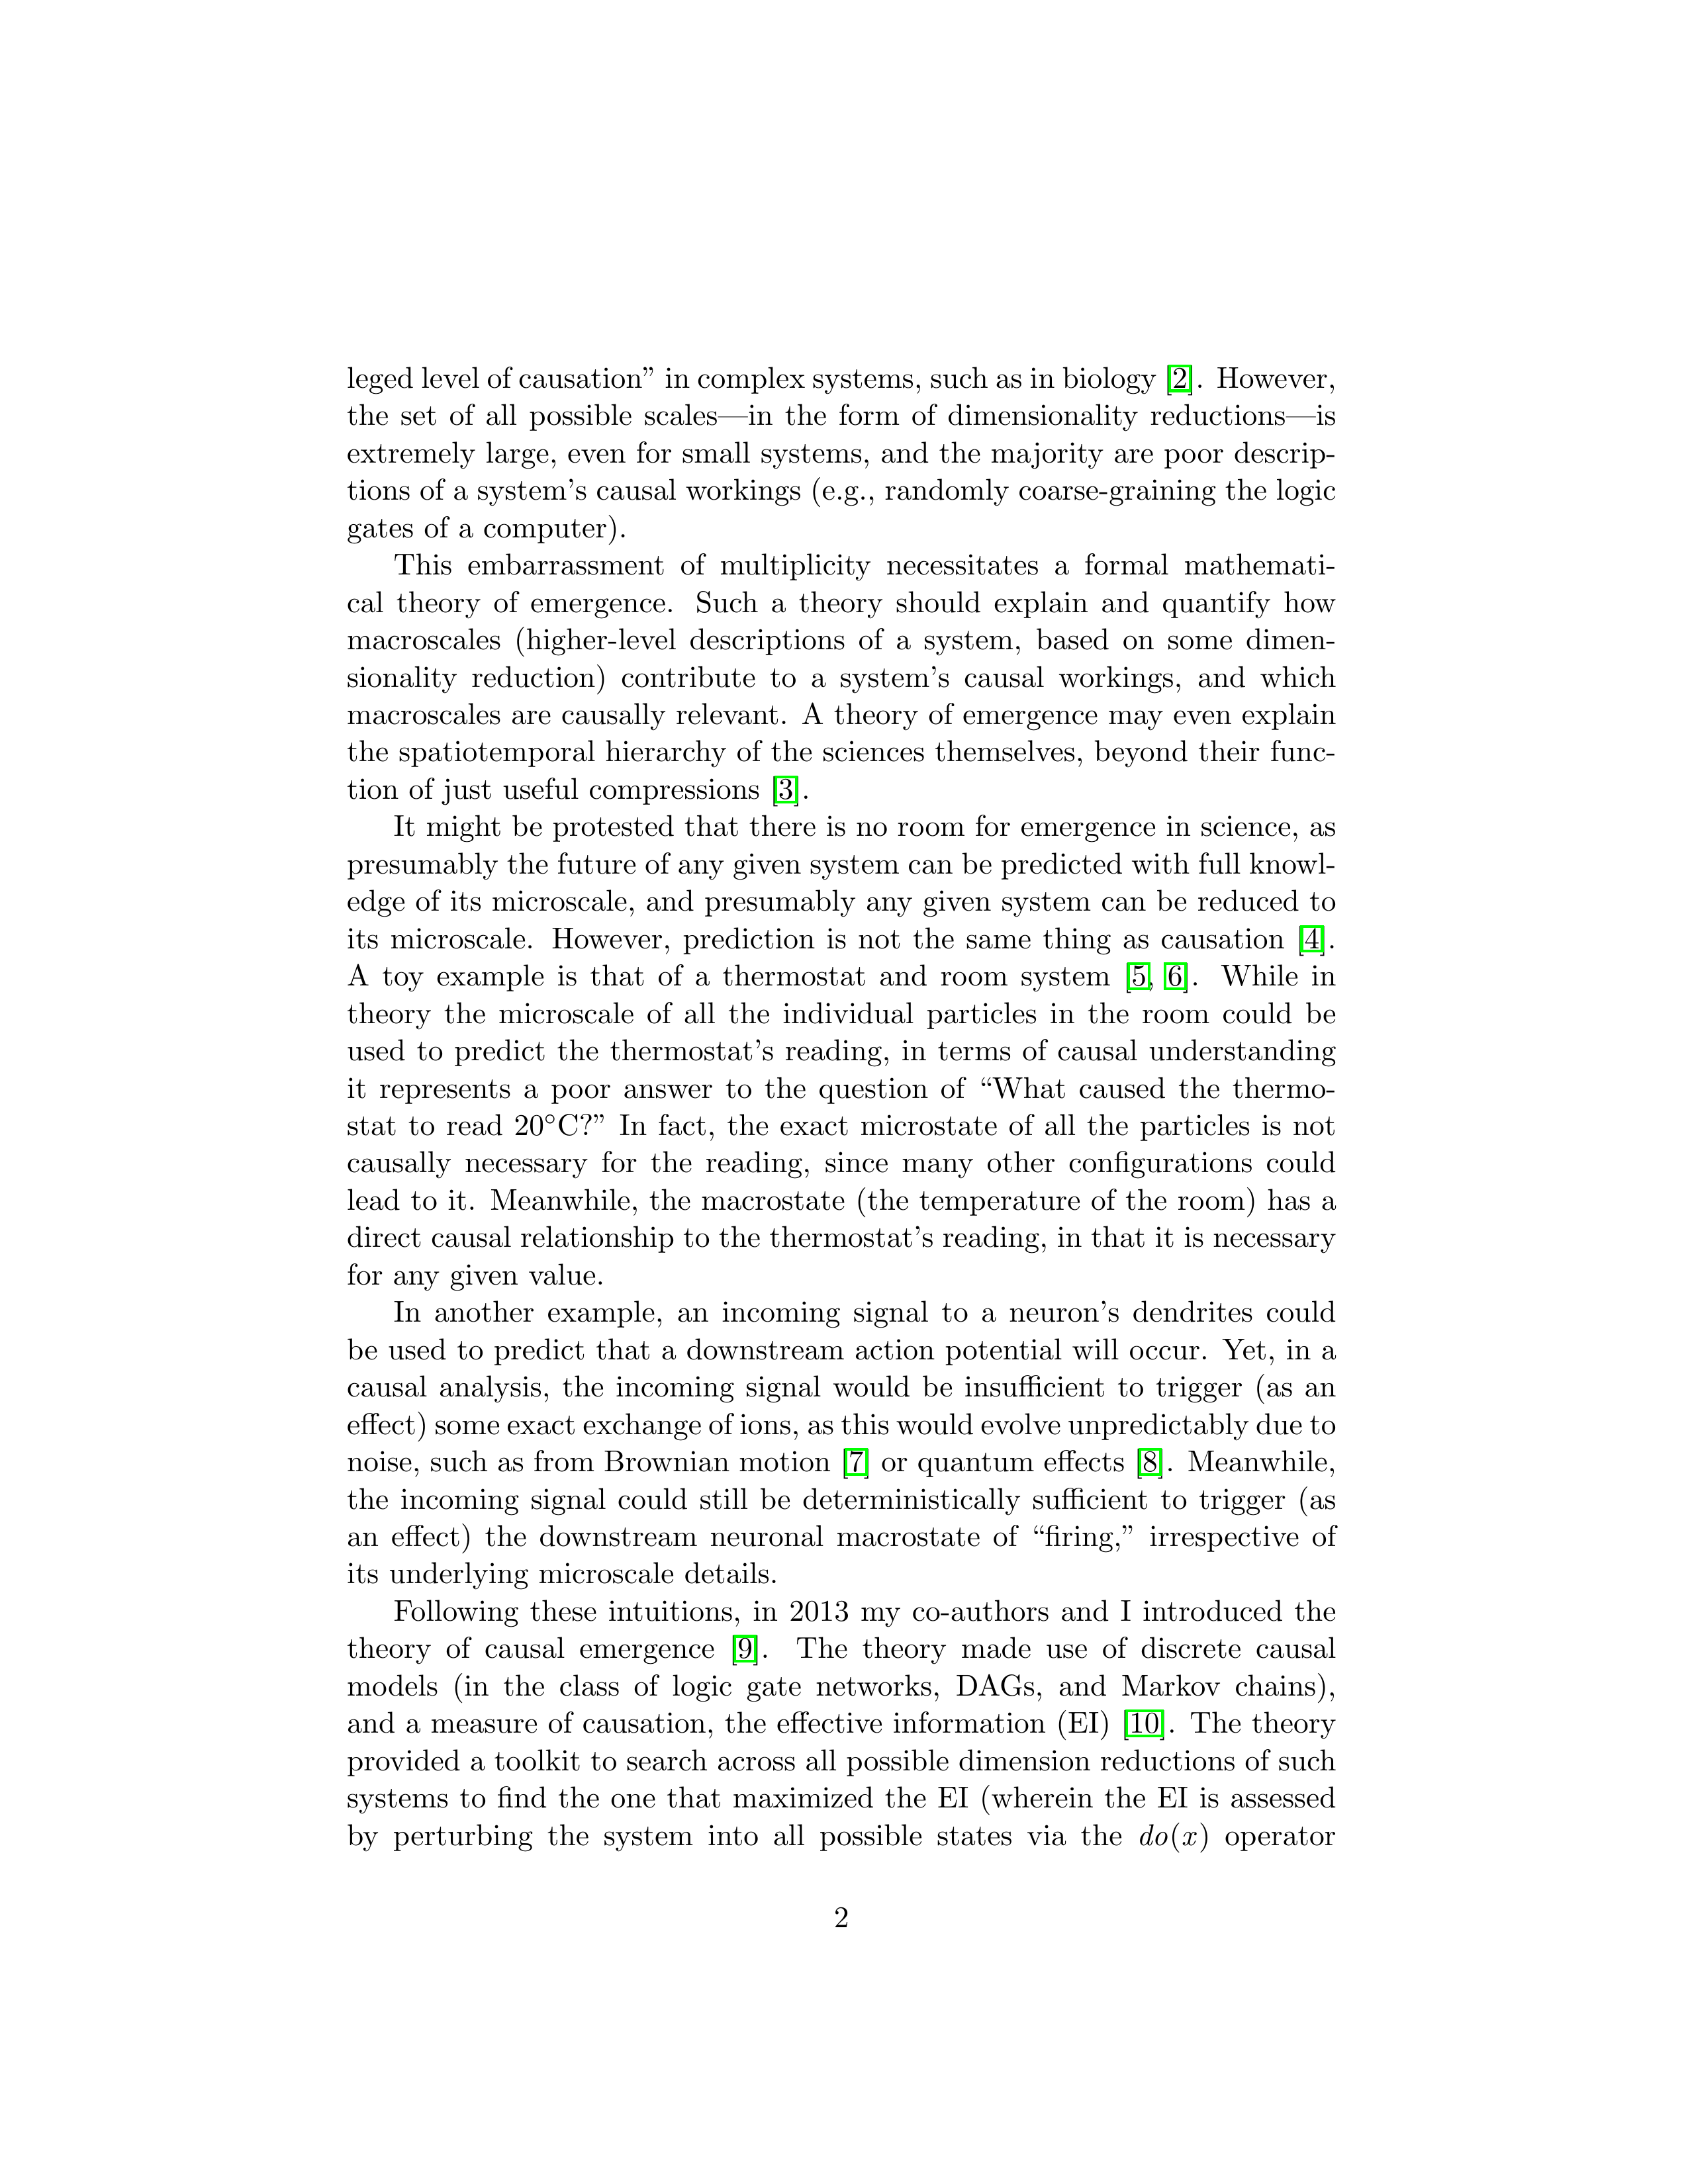 leged level of causation” in complex systems, such as in biology [2]. However,
the set of all possible scales—in the form of dimensionality reductions—is
extremely large, even for small systems, and the majority are poor descrip-
tions of a system’s causal workings (e.g., randomly coarse-graining the logic
gates of a computer).
This embarrassment of multiplicity necessitates a formal mathemati-
cal theory of emergence. Such a theory should explain and quantify how
macroscales (higher-level descriptions of a system, based on some dimen-
sionality reduction) contribute to a system’s causal workings, and which
macroscales are causally relevant. A theory of emergence may even explain
the spatiotemporal hierarchy of the sciences themselves, beyond their func-
tion of just useful compressions [3].
It might be protested that there is no room for emergence in science, as
presumably the future of any given system can be predicted with full knowl-
edge of its microscale, and presumably any given system can be reduced to
its microscale. However, prediction is not the same thing as causation [4].
A toy example is that of a thermostat and room system [5, 6]. While in
theory the microscale of all the individual particles in the room could be
used to predict the thermostat’s reading, in terms of causal understanding
it represents a poor answer to the question of “What caused the thermo-
stat to read 20°C?” In fact, the exact microstate of all the particles is not
causally necessary for the reading, since many other configurations could
lead to it. Meanwhile, the macrostate (the temperature of the room) has a
direct causal relationship to the thermostat’s reading, in that it is necessary
for any given value.
In another example, an incoming signal to a neuron’s dendrites could
be used to predict that a downstream action potential will occur. Yet, in a
causal analysis, the incoming signal would be insufficient to trigger (as an
effect) some exact exchange of ions, as this would evolve unpredictably due to
noise, such as from Brownian motion [7] or quantum effects [8]. Meanwhile,
the incoming signal could still be deterministically sufficient to trigger (as
an effect) the downstream neuronal macrostate of “firing,” irrespective of
its underlying microscale details.
Following these intuitions, in 2013 my co-authors and I introduced the
theory of causal emergence [9]. The theory made use of discrete causal
models (in the class of logic gate networks, DAGs, and Markov chains),
and a measure of causation, the effective information (EI) [10]. The theory
provided a toolkit to search across all possible dimension reductions of such
systems to find the one that maximized the EI (wherein the EI is assessed
by perturbing the system into all possible states via the do(x) operator
2